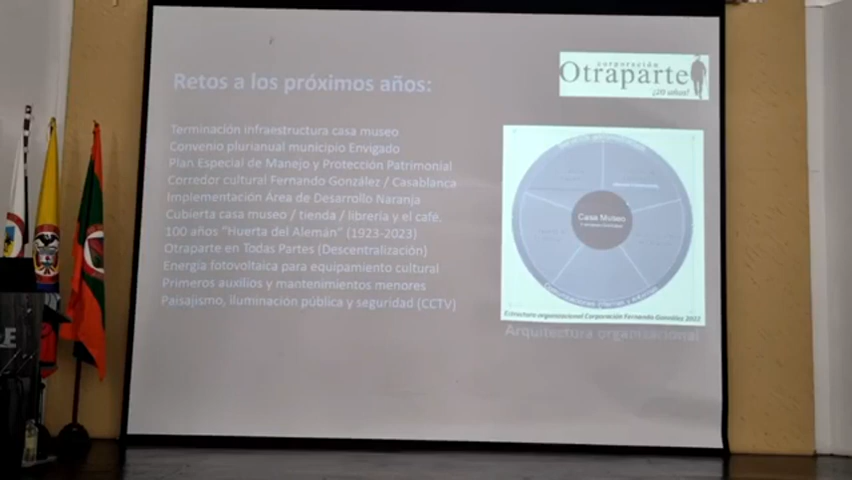 Retos a los próximos años:
corporación
Otraparte
¡20 años!
Terminación infraestructura casa museo
Convenio plurianual municipio Envigado
Plan Especial de Manejo y Protección Patrimonial
Corredor cultural Fernando González / Casablanca
Implementación Área de Desarrollo Naranja
Cubierta casa museo / tienda / librería y el café.
100 años "Huerta del Alemán" (1923-2023)
Otraparte en Todas Partes (Descentralización)
Energía fotovoltaica para equipamiento cultural
Primeros auxilios y mantenimientos menores
Paisajismo, iluminación pública y seguridad (CCTV)
Casa Museo
Estructura organizacional Corporación Fernando González 2022
Arquitectura organizacional